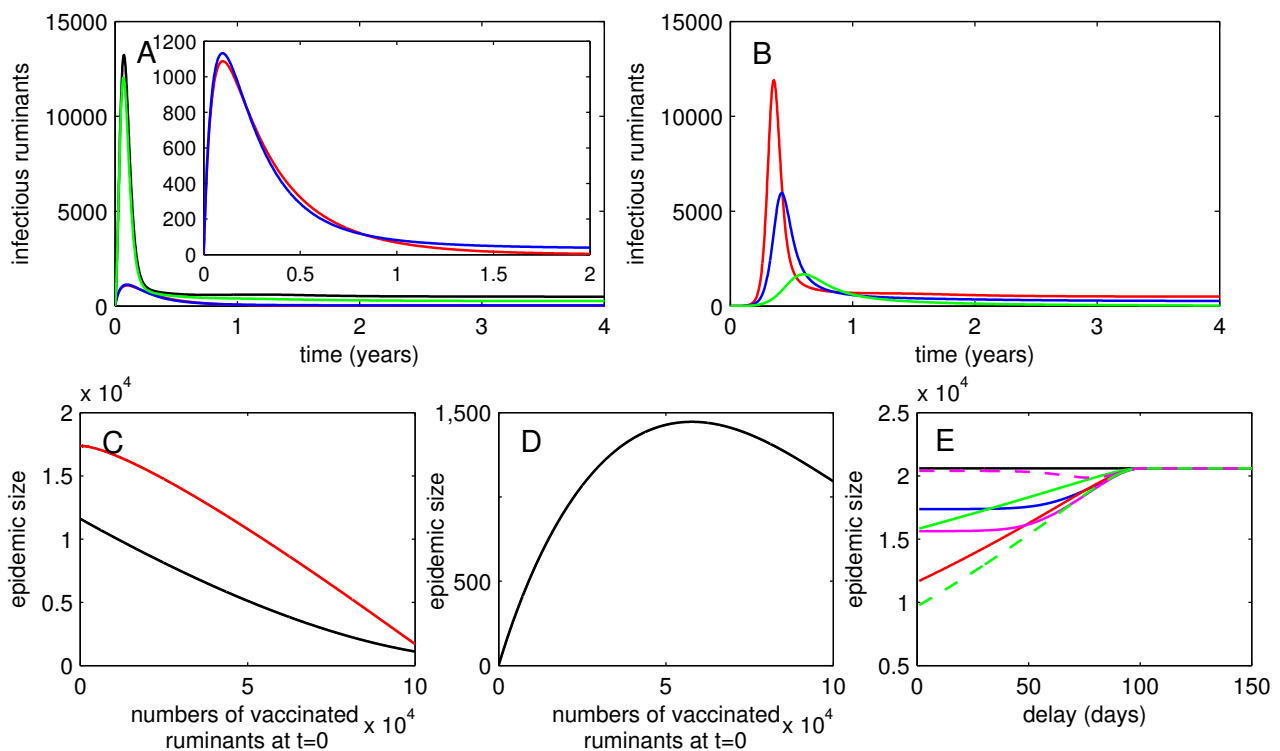 A
15000
10000
5000
0
infectious ruminants
0 1 2 3 4
time (years)
1200
1000
800
600
400
200
0
0 0.5 1 1.5 2
B
15000
10000
5000
0
infectious ruminants
0 1 2 3 4
time (years)
C
x 10^4
2
1.5
1
0.5
0
epidemic size
0 5 10
x 10^4
numbers of vaccinated
ruminants at t=0
D
1,500
500
0
epidemic size
0 5 10
x 10^4
numbers of vaccinated
ruminants at t=0
E
x 10^4
2.5
2
1.5
1
0.5
epidemic size
0 50 100 150
delay (days)